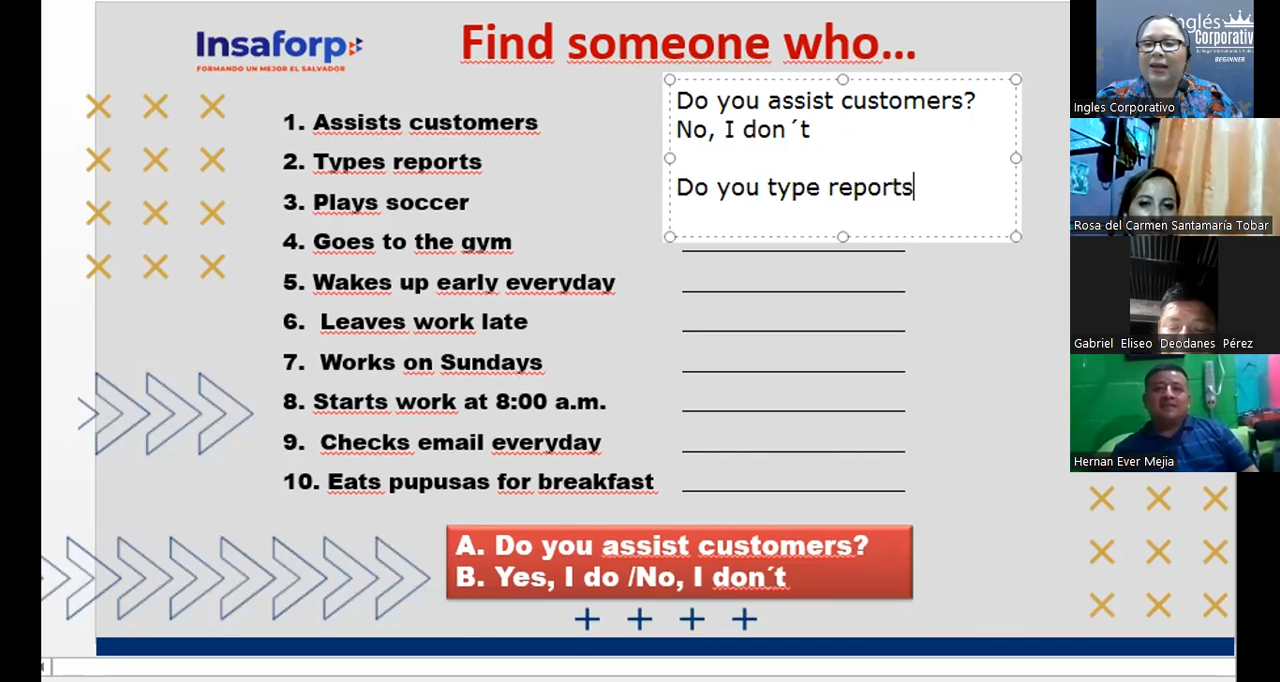 Insaforp
FORMANDO UN MEJOR EL SALVADOR
Find someone who...
1. Assists customers
2. Types reports
3. Plays soccer
4. Goes to the gym
5. Wakes up early everyday
6. Leaves work late
7. Works on Sundays
8. Starts work at 8:00 a.m.
9. Checks email everyday
10. Eats pupusas for breakfast
Do you assist customers?
No, I don´t
Do you type reports
A. Do you assist customers?
B. Yes, I do /No, I don´t
Inglés
Corporativ
BEGINNER
Ingles Corporativo
Rosa del Carmen Santamaría Tobar
Gabriel Eliseo Deodanes Pérez
Hernan Ever Mejia